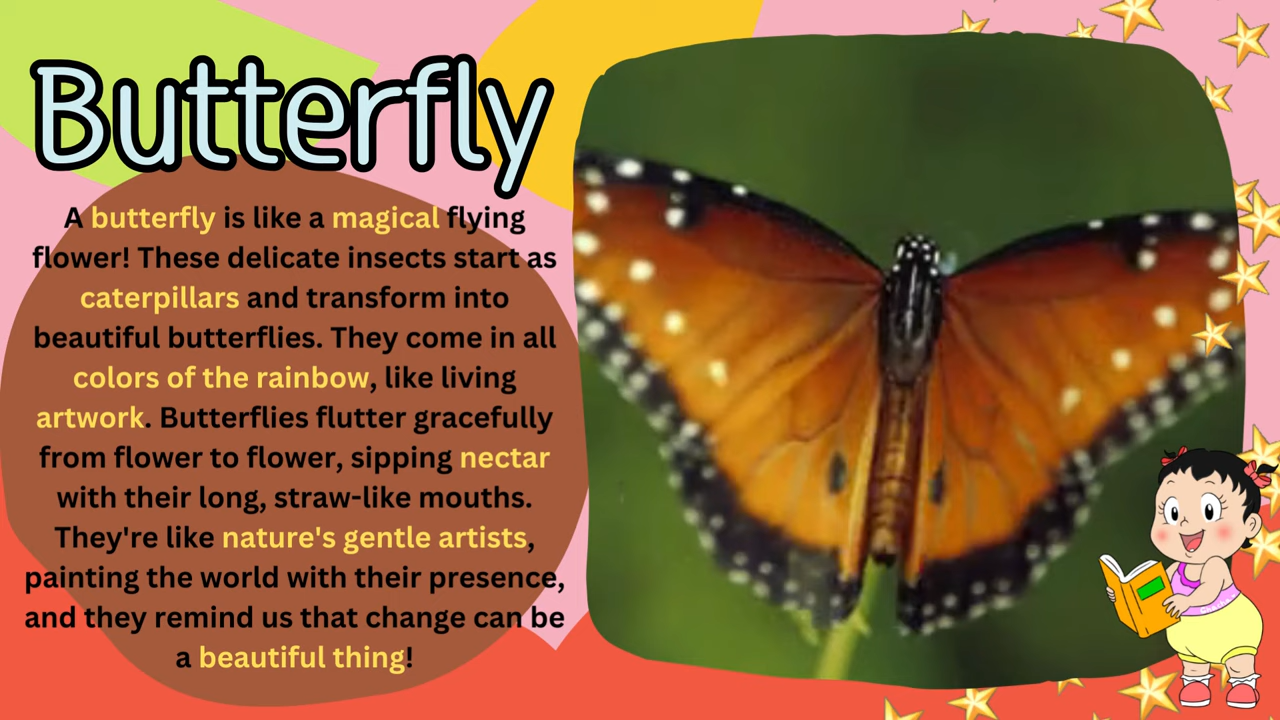 Butterfly
A butterfly is like a magical flying
flower! These delicate insects start as
caterpillars and transform into
beautiful butterflies. They come in all
colors of the rainbow, like living
artwork. Butterflies flutter gracefully
from flower to flower, sipping nectar
with their long, straw-like mouths.
They're like nature's gentle artists,
painting the world with their presence,
and they remind us that change can be
a beautiful thing!